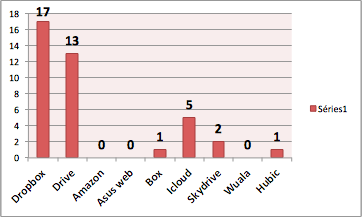 18
16
14
12
10
8
6
4
2
0
17
13
0
0
1
5
2
0
1
Dropbox
Drive
Amazon
Asus web
Box
Icloud
Skydrive
Wuala
Hubic
Séries1